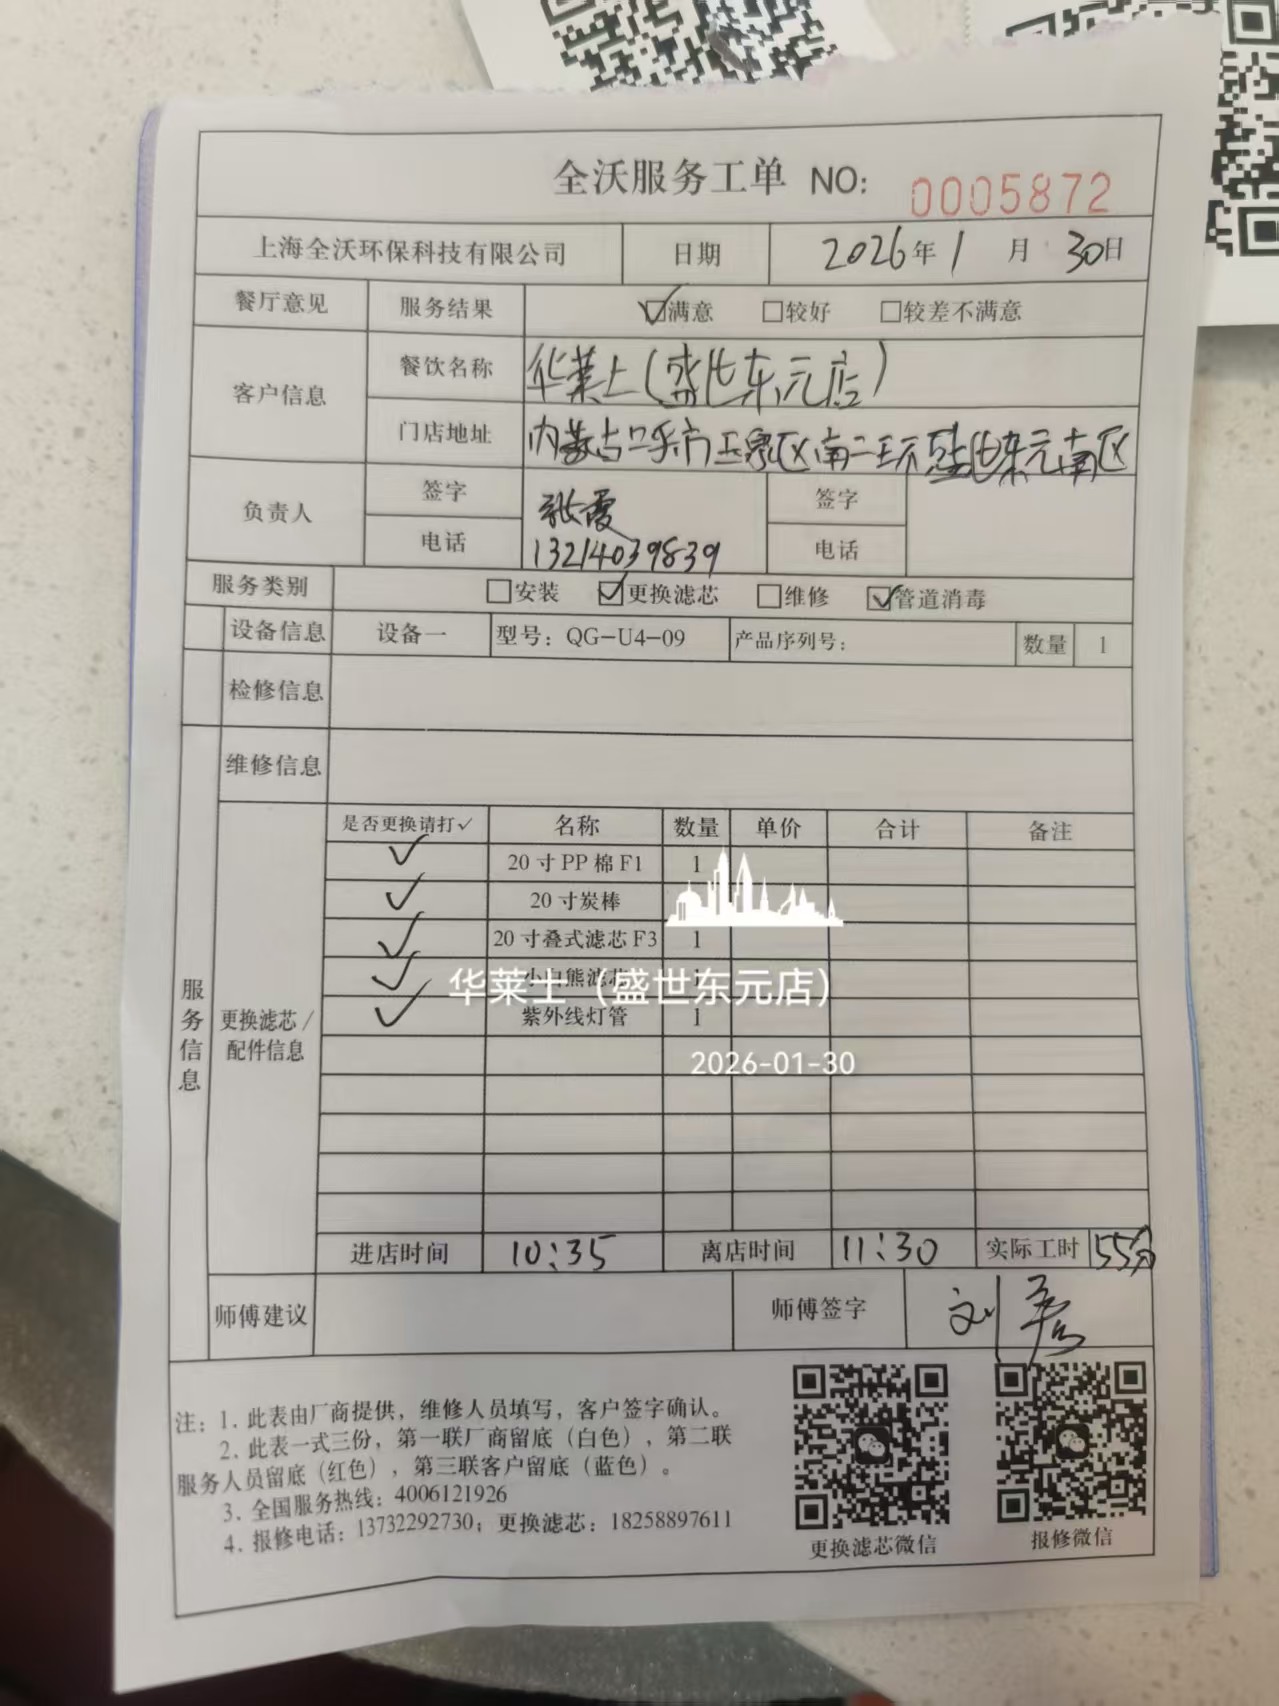 全沃服务工单 NO: 0005872
上海全沃环保科技有限公司 日期 2026年1月30日
餐厅意见 服务结果 ☑满意 □较好 □较差不满意
客户信息 餐饮名称 华莱士(盛世东元店)
门店地址 内蒙古呼市玉泉区南二环盛世东元南区
负责人 签字 张霞 签字
电话 13214039839 电话
服务类别 □安装 ☑更换滤芯 □维修 ☑管道消毒
设备信息 设备一 型号：QG-U4-09 产品序列号： 数量 1
检修信息
维修信息
服务信息 更换滤芯/配件信息
是否更换请打✓ 名称 数量 单价 合计 备注
✓ 20寸PP棉F1 1
✓ 20寸炭棒
✓ 20寸叠式滤芯F3 1
✓ 小白熊滤芯 1
✓ 紫外线灯管 1
华莱士（盛世东元店）
2026-01-30
进店时间 10:35 离店时间 11:30 实际工时 55分
师傅建议 师傅签字 刘
注：1. 此表由厂商提供，维修人员填写，客户签字确认。
2. 此表一式三份，第一联厂商留底（白色），第二联
服务人员留底（红色），第三联客户留底（蓝色）。
3. 全国服务热线：4006121926
4. 报修电话：13732292730；更换滤芯：18258897611
更换滤芯微信 报修微信